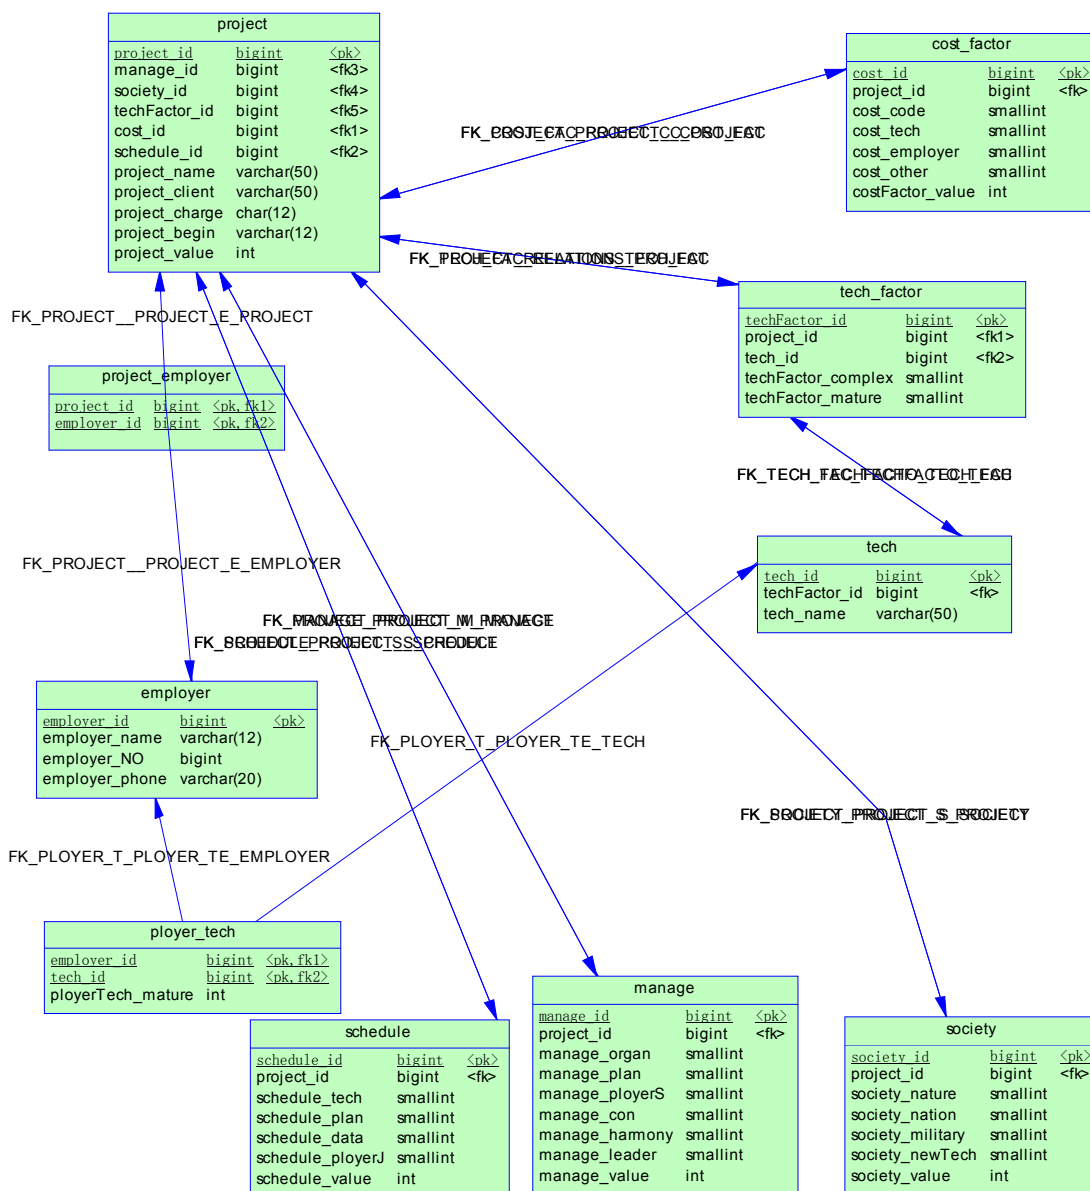 project
project_id bigint <pk>
manage_id bigint <fk3>
society_id bigint <fk4>
techFactor_id bigint <fk5>
cost_id bigint <fk1>
schedule_id bigint <fk2>
project_name varchar(50)
project_client varchar(50)
project_charge char(12)
project_begin varchar(12)
project_value int
cost_factor
cost_id bigint <pk>
project_id bigint <fk>
cost_code smallint
cost_tech smallint
cost_employer smallint
cost_other smallint
costFactor_value int
tech_factor
techFactor_id bigint <pk>
project_id bigint <fk1>
tech_id bigint <fk2>
techFactor_complex smallint
techFactor_mature smallint
FK_PROJECT__PROJECT_E_PROJECT
project_employer
project_id bigint <pk,fk1>
employer_id bigint <pk,fk2>
tech
tech_id bigint <pk>
techFactor_id bigint <fk>
tech_name varchar(50)
FK_PROJECT__PROJECT_E_EMPLOYER
employer
employer_id bigint <pk>
employer_name varchar(12)
employer_NO bigint
employer_phone varchar(20)
FK_PLOYER_T_PLOYER_TE_TECH
FK_PLOYER_T_PLOYER_TE_EMPLOYER
ployer_tech
employer_id bigint <pk,fk1>
tech_id bigint <pk,fk2>
ployerTech_mature int
schedule
schedule_id bigint <pk>
project_id bigint <fk>
schedule_tech smallint
schedule_plan smallint
schedule_data smallint
schedule_ployerJ smallint
schedule_value int
manage
manage_id bigint <pk>
project_id bigint <fk>
manage_organ smallint
manage_plan smallint
manage_ployerS smallint
manage_con smallint
manage_harmony smallint
manage_leader smallint
manage_value int
society
society_id bigint <pk>
project_id bigint <fk>
society_nature smallint
society_nation smallint
society_military smallint
society_newTech smallint
society_value int